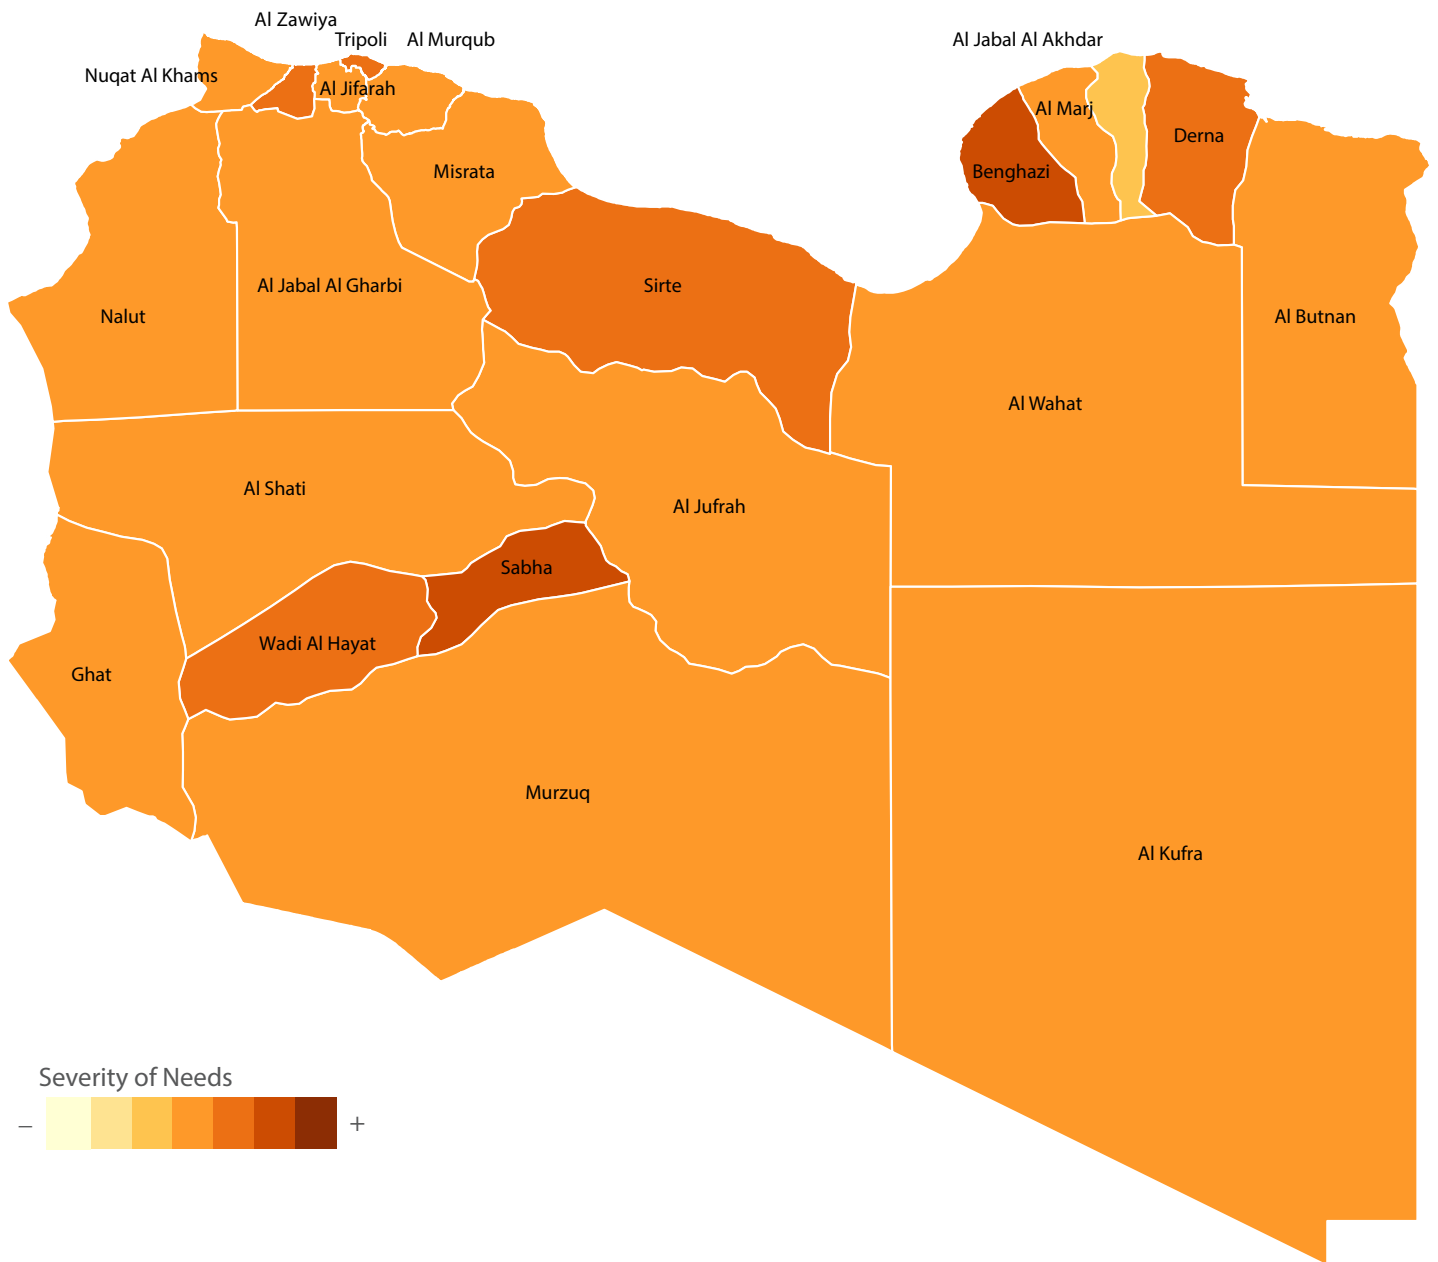 Al Zawiya
Tripoli
Al Murqub
Al Jabal Al Akhdar
Nuqat Al Khams
Al Jifarah
Al Marj
Derna
Misrata
Benghazi
Al Jabal Al Gharbi
Sirte
Nalut
Al Butnan
Al Wahat
Al Shati
Al Jufrah
Sabha
Wadi Al Hayat
Ghat
Murzuq
Al Kufra
Severity of Needs
– +